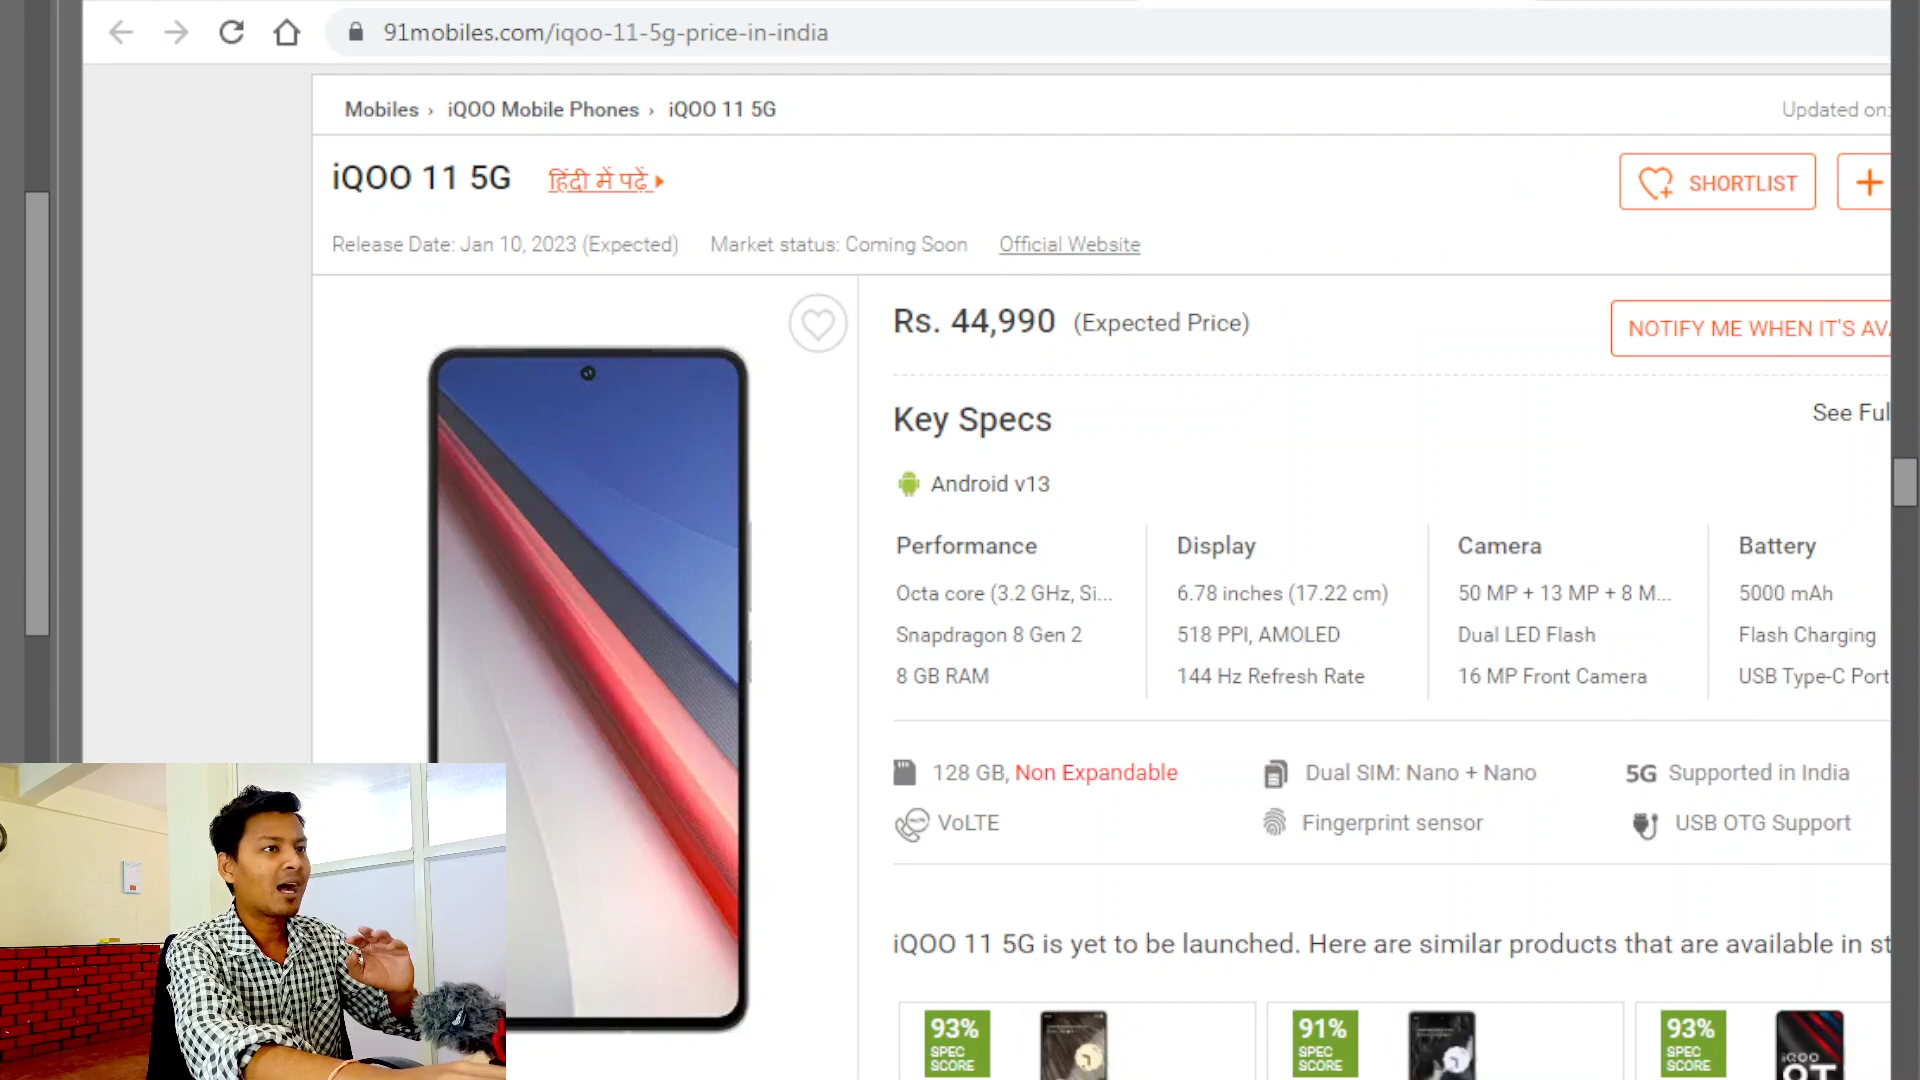 91mobiles.com/iqoo-11-5g-price-in-india
Mobiles › iQOO Mobile Phones › iQOO 11 5G
Updated on:
iQOO 11 5G हिंदी में पढ़ें
SHORTLIST
Release Date: Jan 10, 2023 (Expected) Market status: Coming Soon Official Website
Rs. 44,990 (Expected Price)
NOTIFY ME WHEN IT'S AV
Key Specs
See Ful
Android v13
Performance
Octa core (3.2 GHz, Si...
Snapdragon 8 Gen 2
8 GB RAM
Display
6.78 inches (17.22 cm)
518 PPI, AMOLED
144 Hz Refresh Rate
Camera
50 MP + 13 MP + 8 M...
Dual LED Flash
16 MP Front Camera
Battery
5000 mAh
Flash Charging
USB Type-C Port
128 GB, Non Expandable
Dual SIM: Nano + Nano
5G Supported in India
VoLTE
Fingerprint sensor
USB OTG Support
iQOO 11 5G is yet to be launched. Here are similar products that are available in st
93%
SPEC
SCORE
91%
SPEC
SCORE
93%
SPEC
SCORE
iQOO
9T